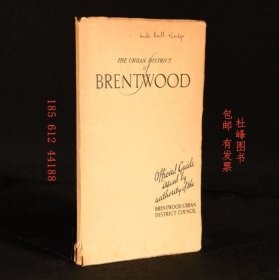 THE URBAN DISTRICT
of
BRENTWOOD
Official Guide
issued by
authority of the
BRENTWOOD URBAN
DISTRICT COUNCIL
185 612 44188
杜峰图书
包邮 有发票